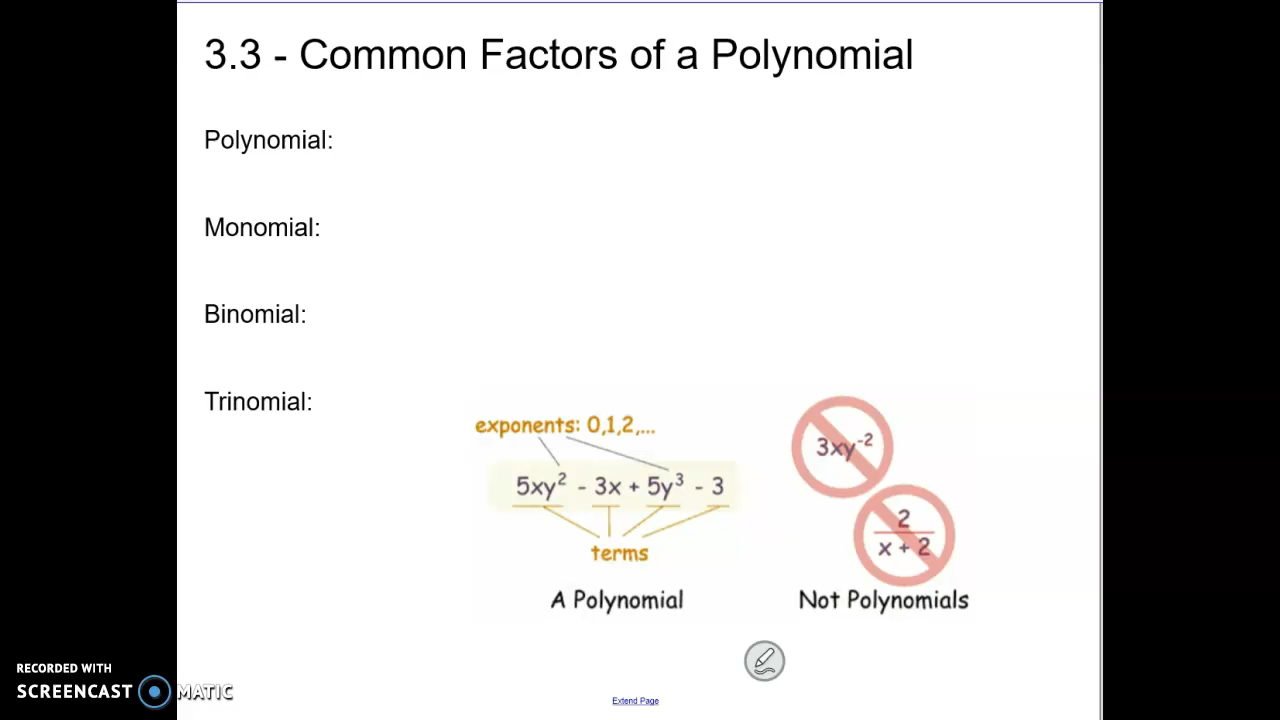 3.3 - Common Factors of a Polynomial
Polynomial:
Monomial:
Binomial:
Trinomial:
exponents: 0,1,2,...
5xy² - 3x + 5y³ - 3
terms
A Polynomial
3xy⁻²
2
x + 2
Not Polynomials
RECORDED WITH
SCREENCAST MATIC
Extend Page